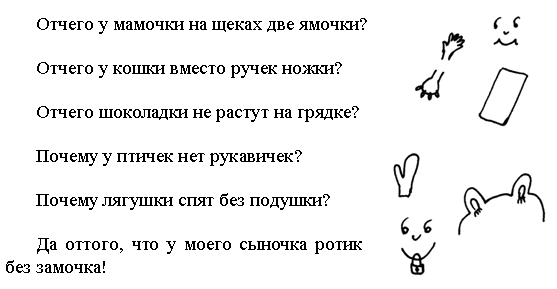 Отчего у мамочки на щеках две ямочки?
Отчего у кошки вместо ручек ножки?
Отчего шоколадки не растут на грядке?
Почему у птичек нет рукавичек?
Почему лягушки спят без подушки?
Да оттого, что у моего сыночка ротик
без замочка!